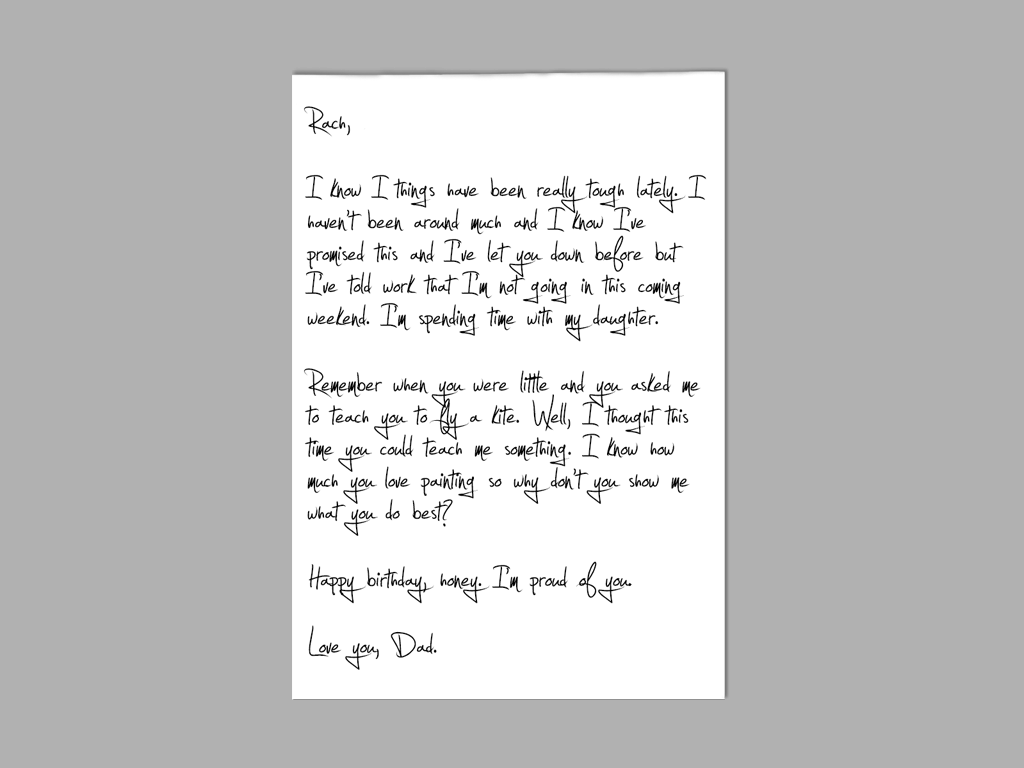 Rach,
I know I things have been really tough lately. I
haven't been around much and I know I've
promised this and I've let you down before but
I've told work that I'm not going in this coming
weekend. I'm spending time with my daughter.
Remember when you were little and you asked me
to teach you to fly a kite. Well, I thought this
time you could teach me something. I know how
much you love painting so why don't you show me
what you do best?
Happy birthday, honey. I'm proud of you.
Love you, Dad.